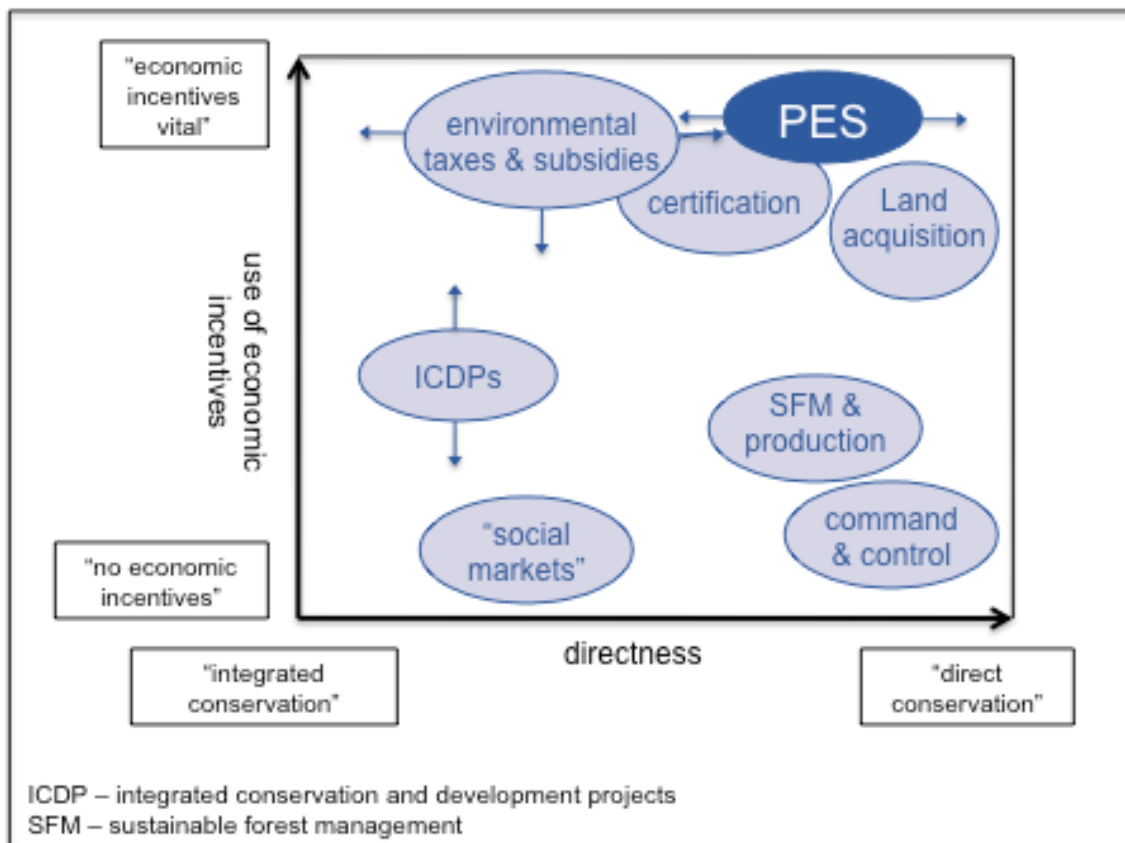 "economic
incentives
vital"
environmental
taxes & subsidies
PES
certification
Land
acquisition
use of economic
incentives
ICDPs
SFM &
production
"social
markets"
command
& control
"no economic
incentives"
directness
"integrated
conservation"
"direct
conservation"
ICDP – integrated conservation and development projects
SFM – sustainable forest management